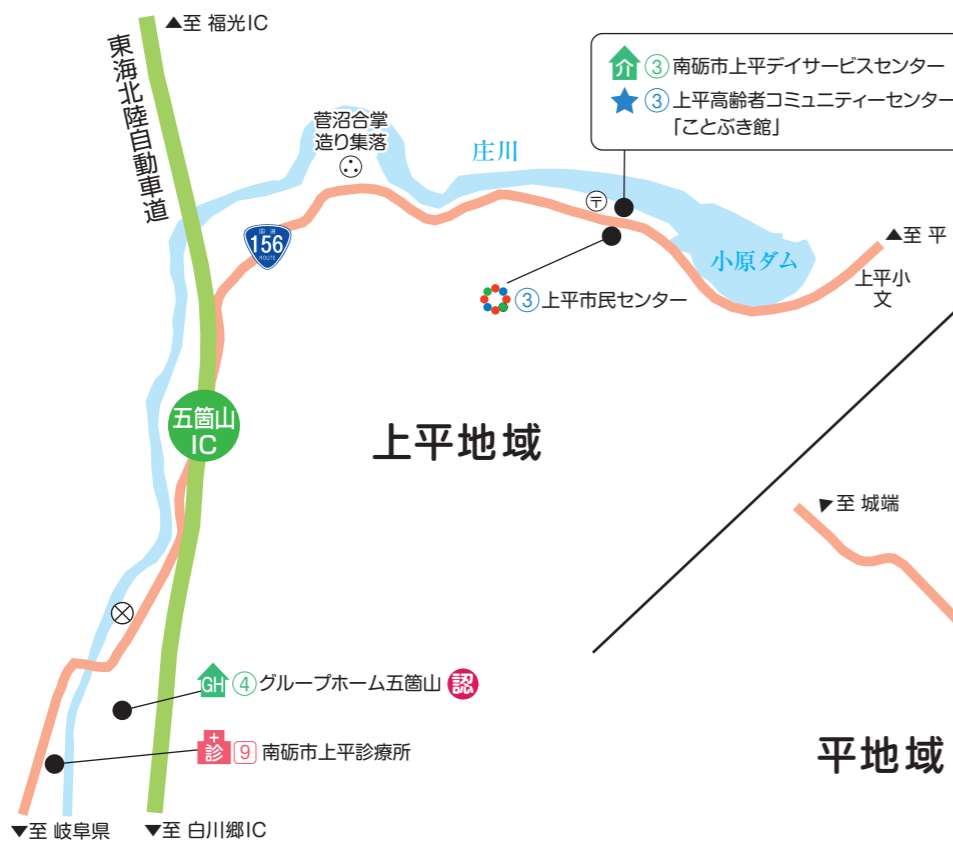 ▲至 福光IC
東海北陸自動車道
菅沼合掌
造り集落
庄川
介 ③ 南砺市上平デイサービスセンター
★ ③ 上平高齢者コミュニティーセンター
「ことぶき館」
〒
国道
156
ROUTE
小原ダム
▲至 平
上平小
文
③ 上平市民センター
五箇山
IC
上平地域
▼至 城端
GH ④ グループホーム五箇山 認
診 9 南砺市上平診療所
平地域
▼至 岐阜県
▼至 白川郷IC